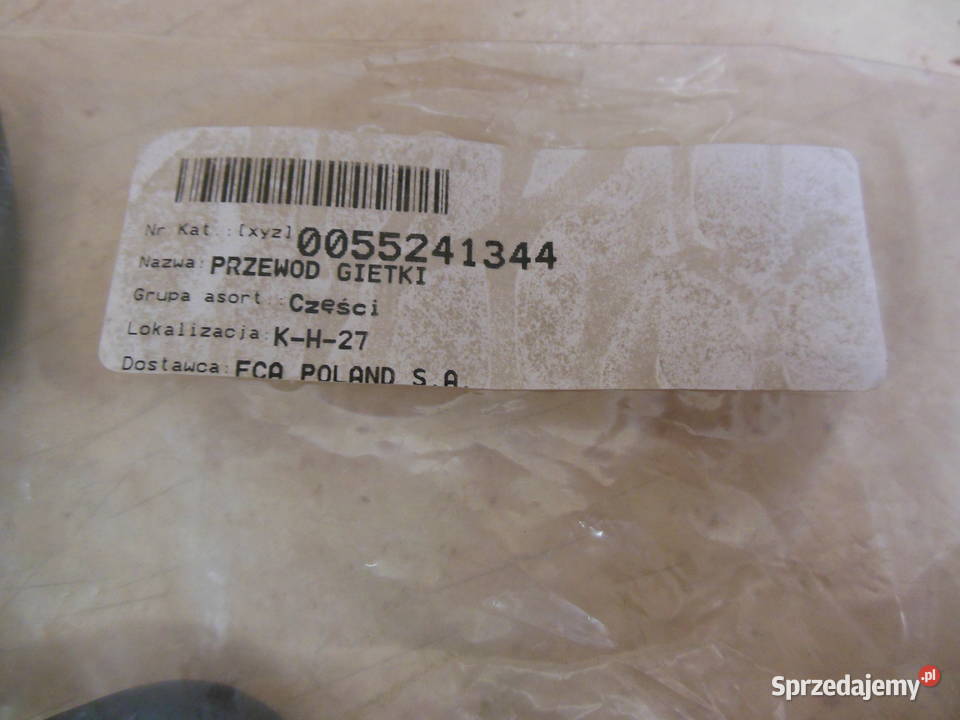 Nr Kat.:[xyz]0055241344
Nazwa:PRZEWOD GIETKI
Grupa asort.:Części
Lokalizacja:K-H-27
Dostawca:FCA POLAND S.A.
Sprzedajemy.pl